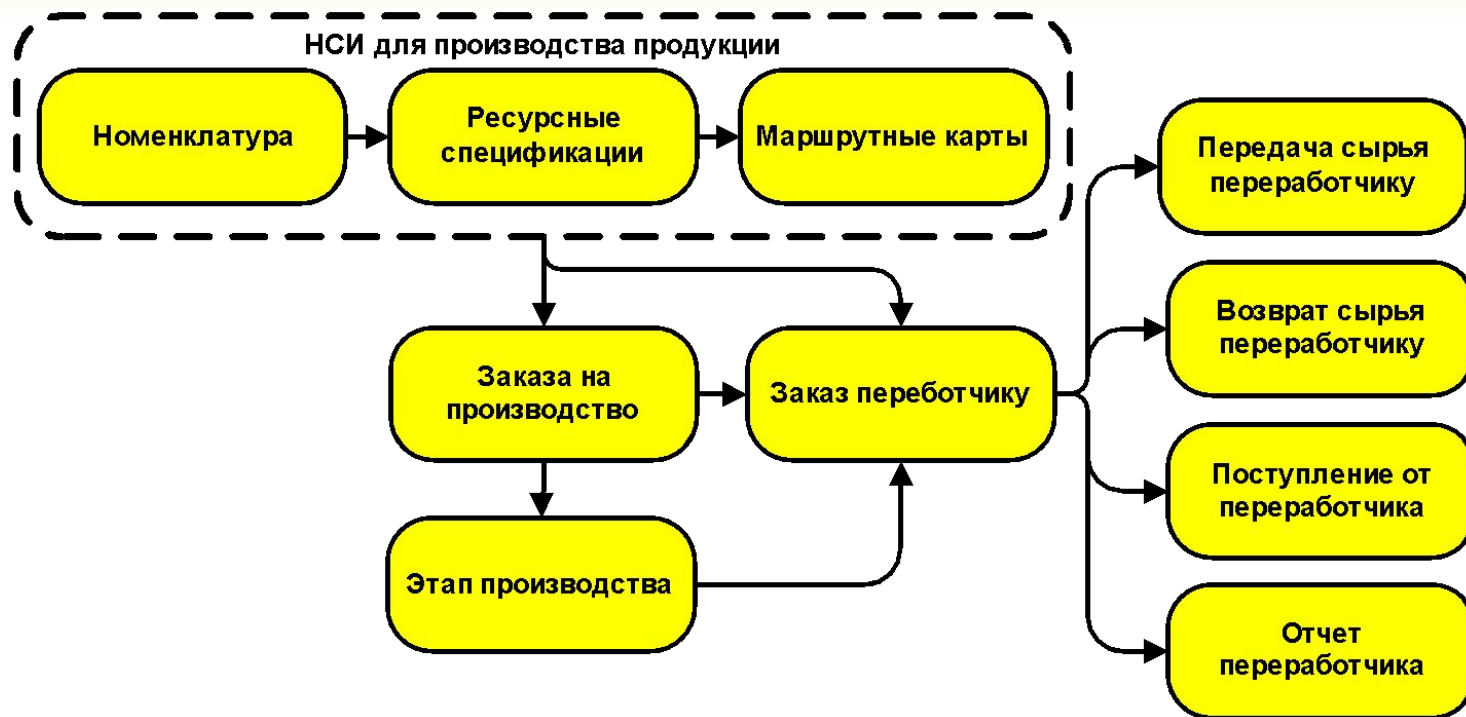 НСИ для производства продукции
Номенклатура
Ресурсные
спецификации
Маршрутные карты
Передача сырья
переработчику
Возврат сырья
переработчику
Заказа на
производство
Заказ переботчику
Поступление от
переработчика
Этап производства
Отчет
переработчика